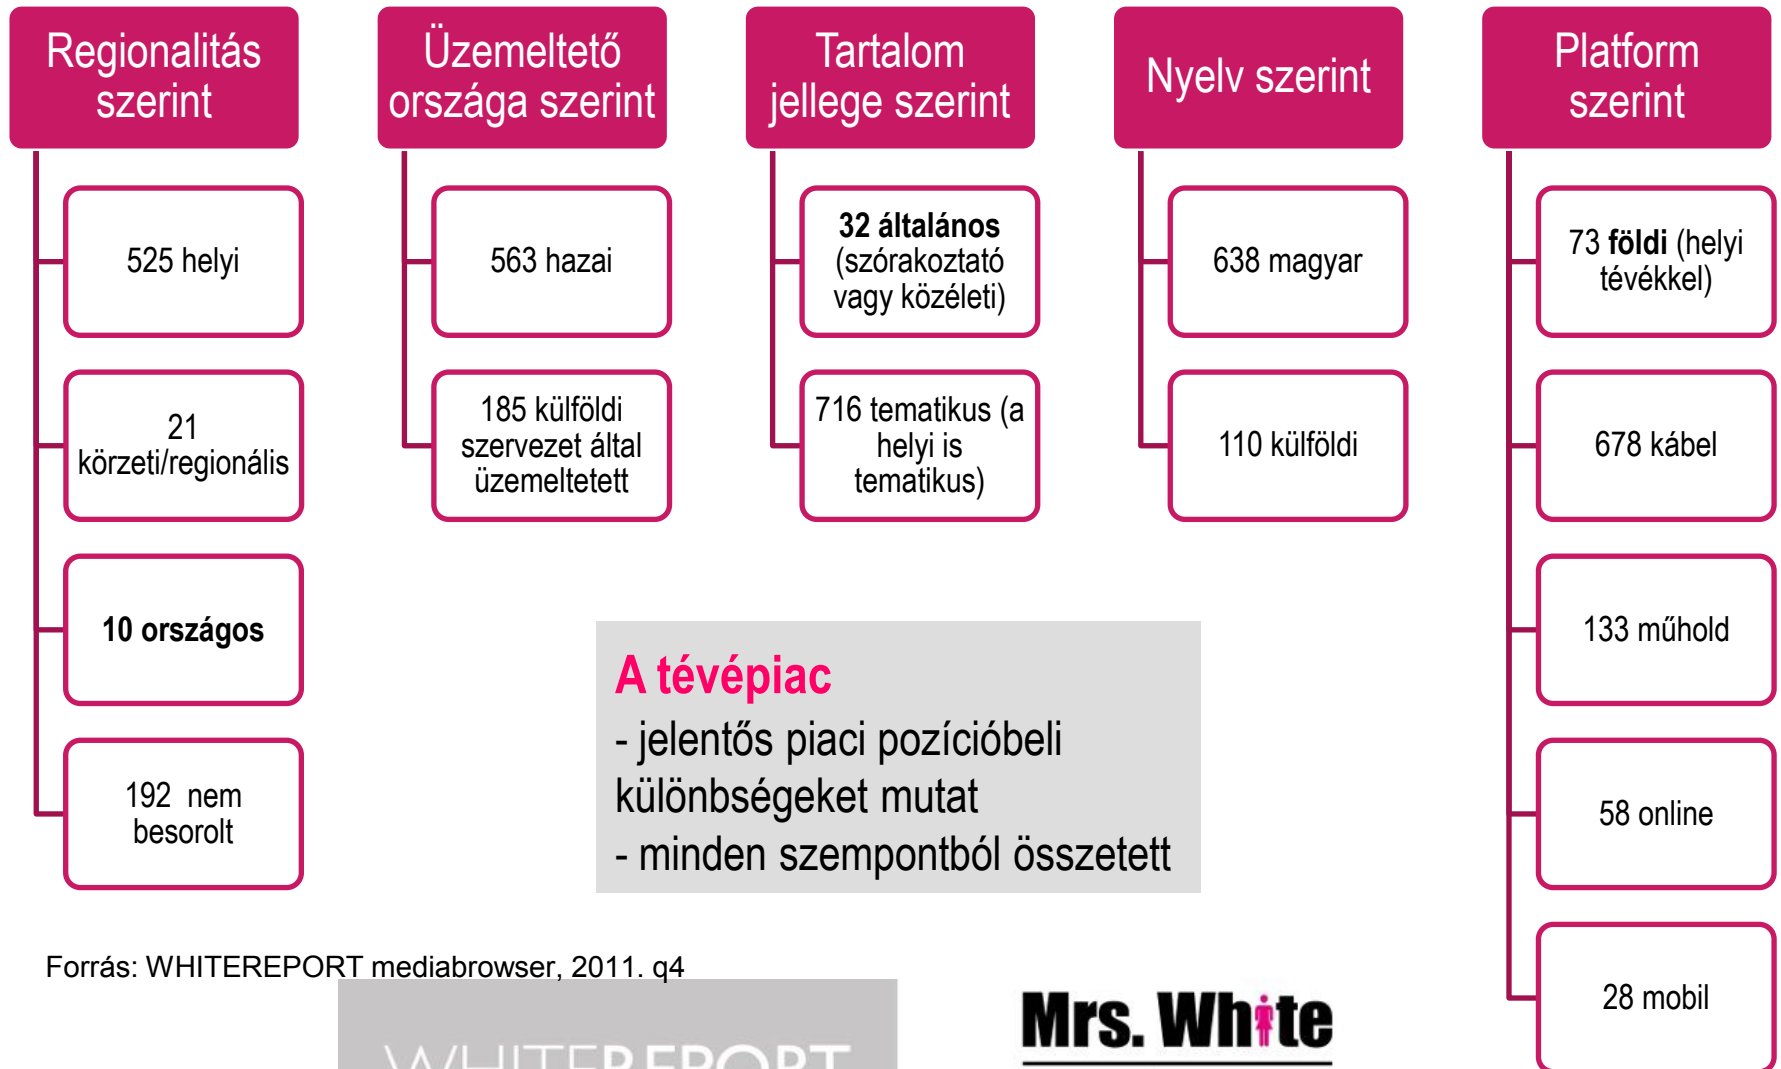 Regionalitás
szerint
525 helyi
21
körzeti/regionális
10 országos
192 nem
besorolt
Üzemeltető
országa szerint
563 hazai
185 külföldi
szervezet által
üzemeltetett
Tartalom
jellege szerint
32 általános
(szórakoztató
vagy közéleti)
716 tematikus (a
helyi is
tematikus)
Nyelv szerint
638 magyar
110 külföldi
Platform
szerint
73 földi (helyi
tévékkel)
678 kábel
133 műhold
58 online
28 mobil
A tévépiac
- jelentős piaci pozícióbeli
különbségeket mutat
- minden szempontból összetett
Forrás: WHITEREPORT mediabrowser, 2011. q4
WHITEREPORT
Mrs. White